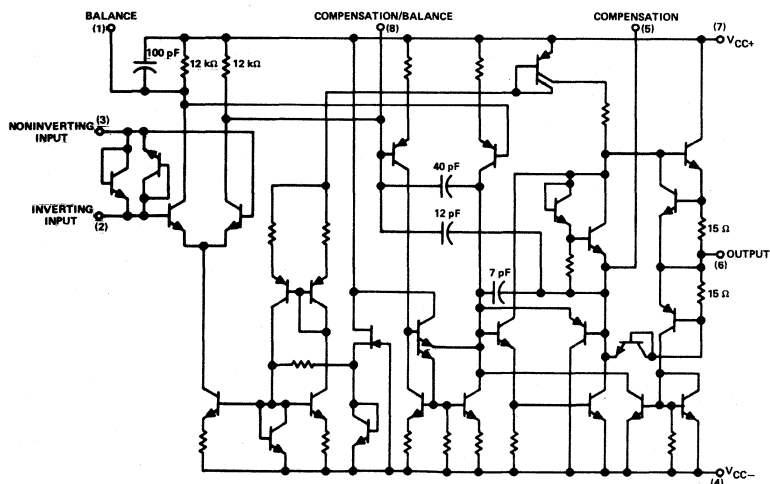 BALANCE
(1)
COMPENSATION/BALANCE
(8)
COMPENSATION
(5)
(7)
VCC+
100 pF
12 kΩ
12 kΩ
NONINVERTING
INPUT
(3)
40 pF
12 pF
INVERTING
INPUT
(2)
15 Ω
OUTPUT
(6)
7 pF
15 Ω
VCC−
(4)